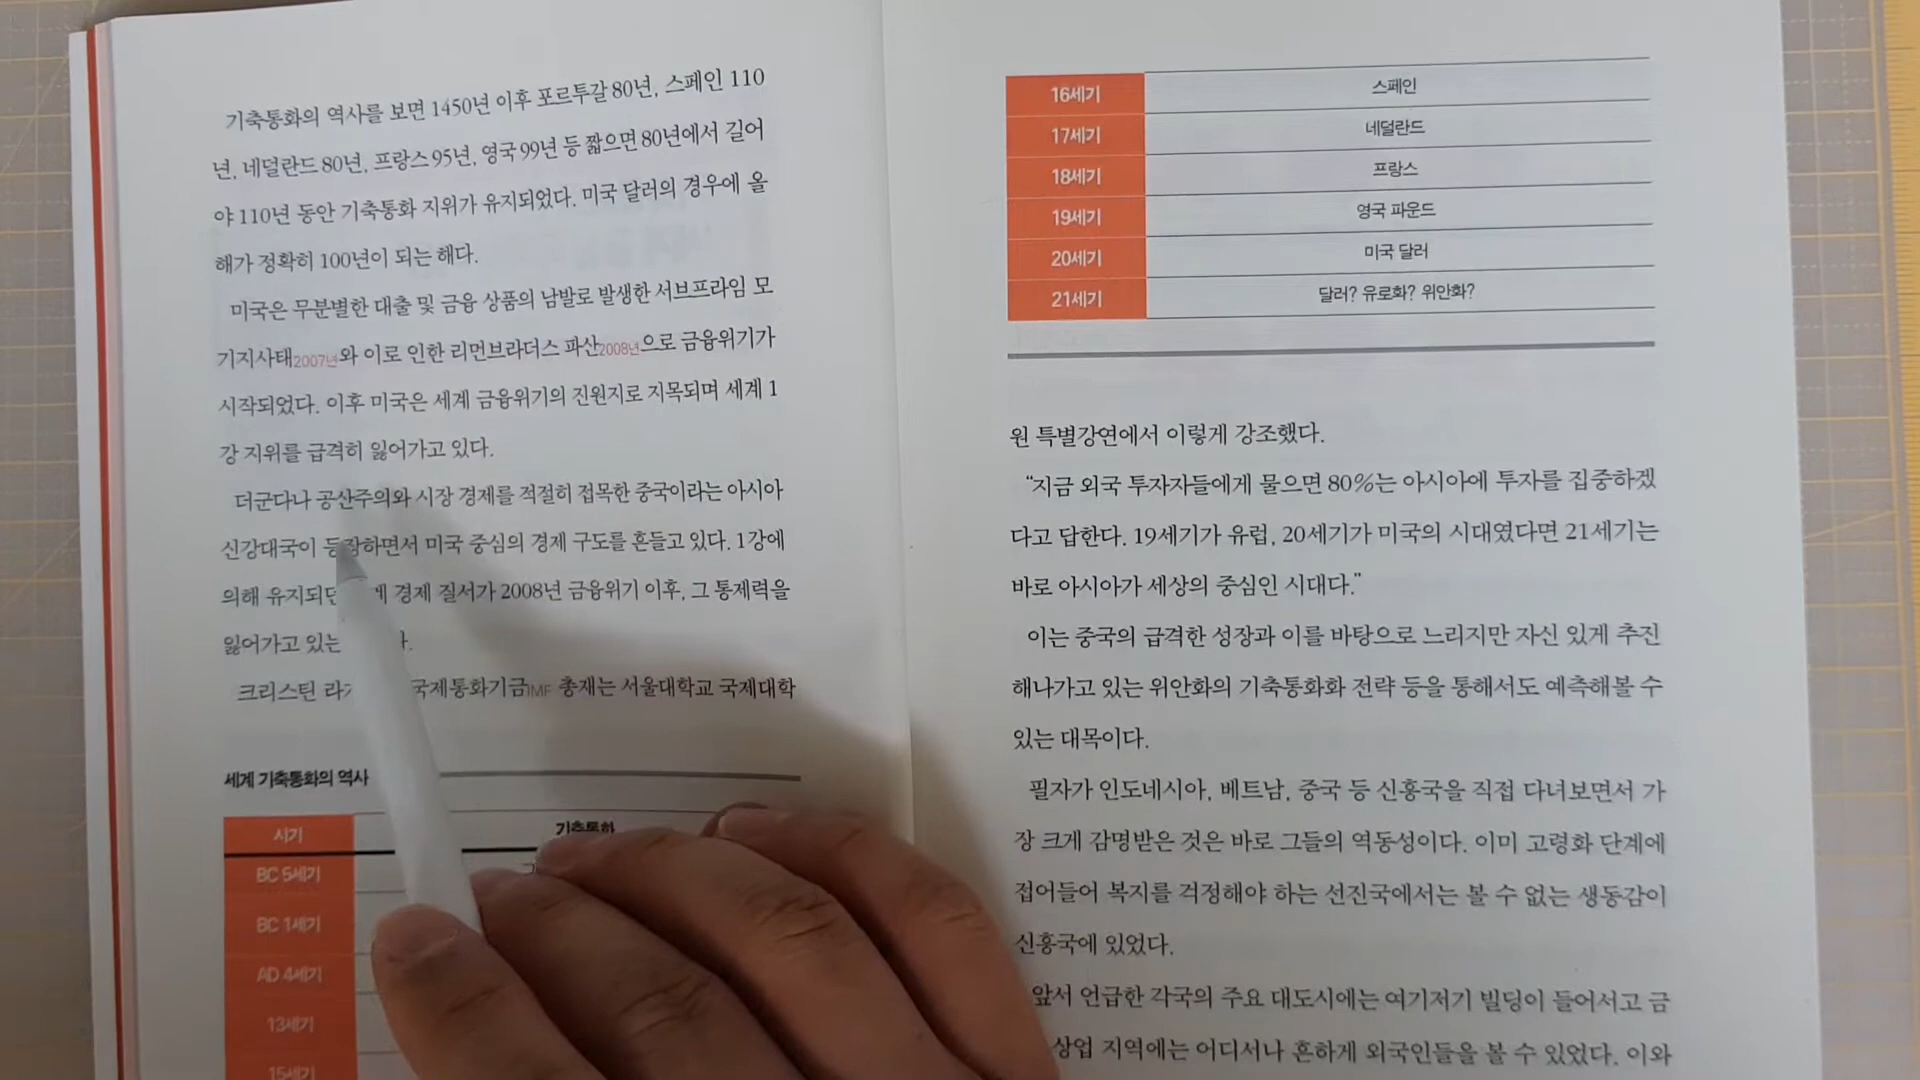 기축통화의 역사를 보면 1450년 이후 포르투갈 80년, 스페인 110
년, 네덜란드 80년, 프랑스 95년, 영국 99년 등 짧으면 80년에서 길어
야 110년 동안 기축통화 지위가 유지되었다. 미국 달러의 경우에 올
해가 정확히 100년이 되는 해다.
미국은 무분별한 대출 및 금융 상품의 남발로 발생한 서브프라임 모
기지사태2007년와 이로 인한 리먼브라더스 파산2008년으로 금융위기가
시작되었다. 이후 미국은 세계 금융위기의 진원지로 지목되며 세계 1
강 지위를 급격히 잃어가고 있다.
더군다나 공산주의와 시장 경제를 적절히 접목한 중국이라는 아시아
신강대국이 등장하면서 미국 중심의 경제 구도를 흔들고 있다. 1강에
의해 경제 질서가 2008년 금융위기 이후, 그 통제력을
잃어가고 있는
크리스틴 국제통화기금IMF 총재는 서울대학교 국제대학
세계 기축통화의 역사
시기 기축통화
BC 5세기
BC 1세기
AD 4세기
13세기
15세기
16세기 스페인
17세기 네덜란드
18세기 프랑스
19세기 영국 파운드
20세기 미국 달러
21세기 달러? 유로화? 위안화?
원 특별강연에서 이렇게 강조했다.
“지금 외국 투자자들에게 물으면 80%는 아시아에 투자를 집중하겠
다고 답한다. 19세기가 유럽, 20세기가 미국의 시대였다면 21세기는
바로 아시아가 세상의 중심인 시대다.”
이는 중국의 급격한 성장과 이를 바탕으로 느리지만 자신 있게 추진
해나가고 있는 위안화의 기축통화화 전략 등을 통해서도 예측해볼 수
있는 대목이다.
필자가 인도네시아, 베트남, 중국 등 신흥국을 직접 다녀보면서 가
장 크게 감명받은 것은 바로 그들의 역동성이다. 이미 고령화 단계에
접어들어 복지를 걱정해야 하는 선진국에서는 볼 수 없는 생동감이
신흥국에 있었다.
앞서 언급한 각국의 주요 대도시에는 여기저기 빌딩이 들어서고 금
상업 지역에는 어디서나 흔하게 외국인들을 볼 수 있었다. 이와